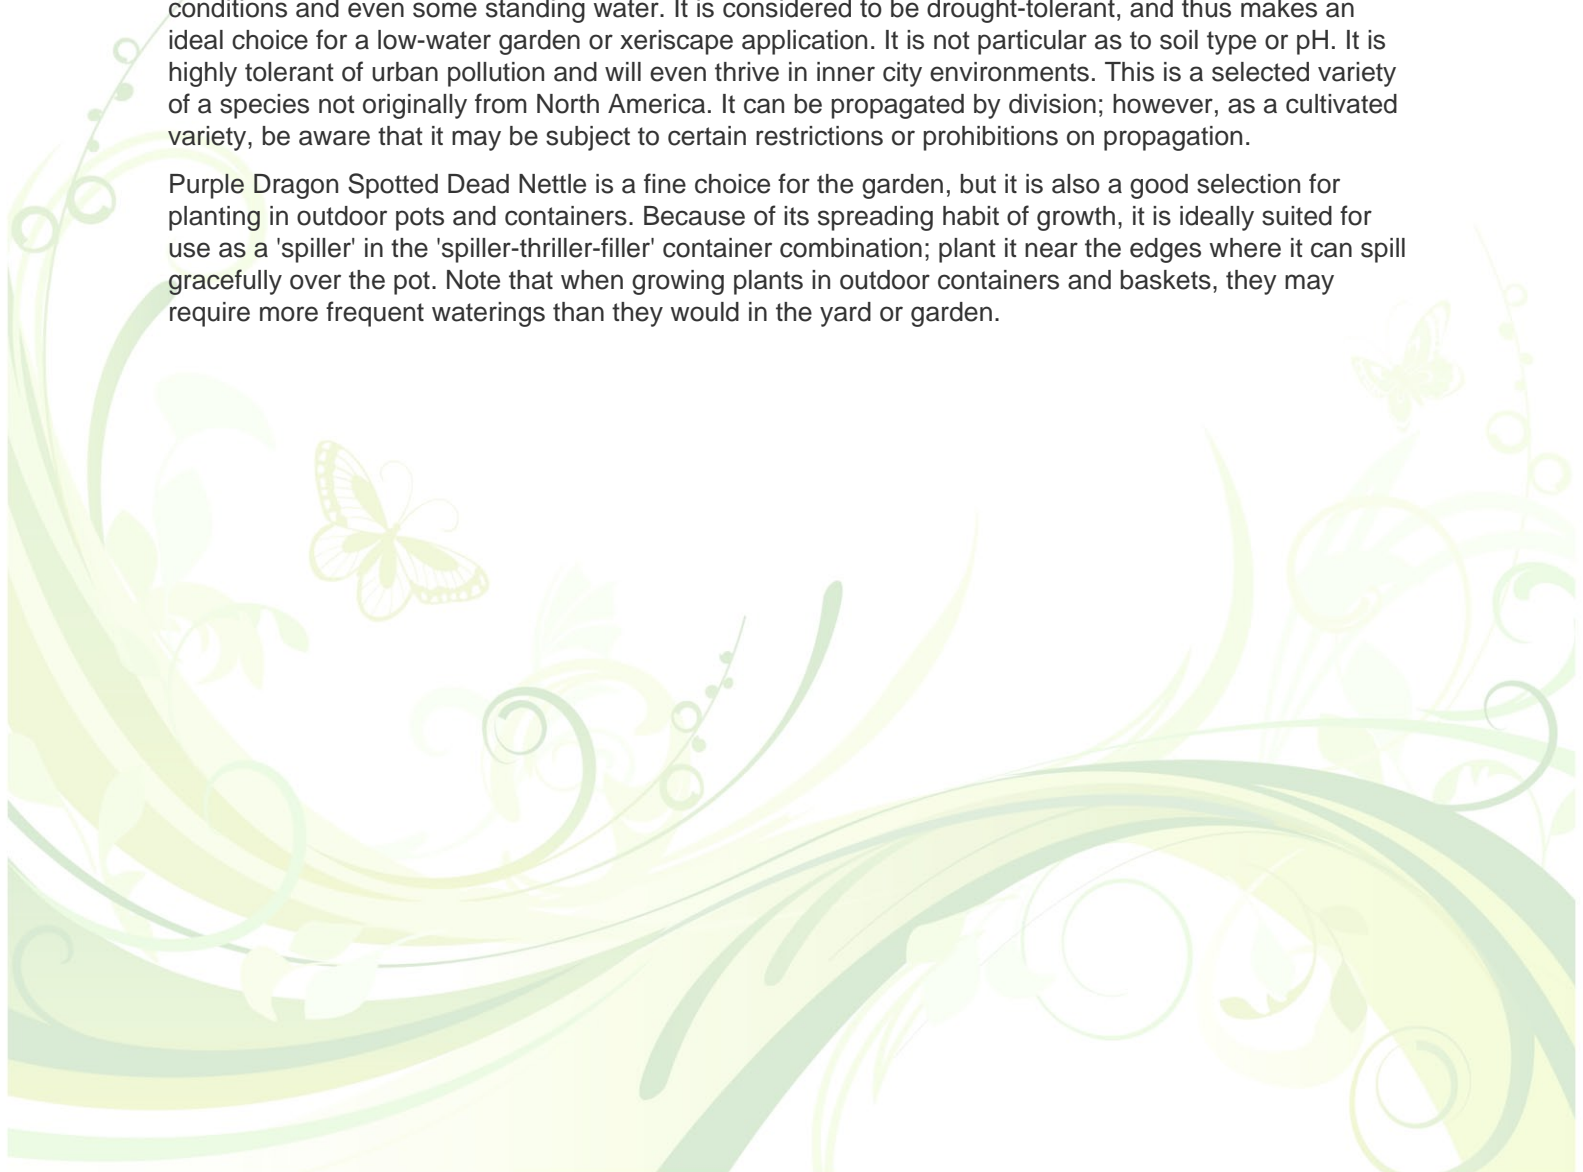 conditions and even some standing water. It is considered to be drought-tolerant, and thus makes an
ideal choice for a low-water garden or xeriscape application. It is not particular as to soil type or pH. It is
highly tolerant of urban pollution and will even thrive in inner city environments. This is a selected variety
of a species not originally from North America. It can be propagated by division; however, as a cultivated
variety, be aware that it may be subject to certain restrictions or prohibitions on propagation.
Purple Dragon Spotted Dead Nettle is a fine choice for the garden, but it is also a good selection for
planting in outdoor pots and containers. Because of its spreading habit of growth, it is ideally suited for
use as a 'spiller' in the 'spiller-thriller-filler' container combination; plant it near the edges where it can spill
gracefully over the pot. Note that when growing plants in outdoor containers and baskets, they may
require more frequent waterings than they would in the yard or garden.